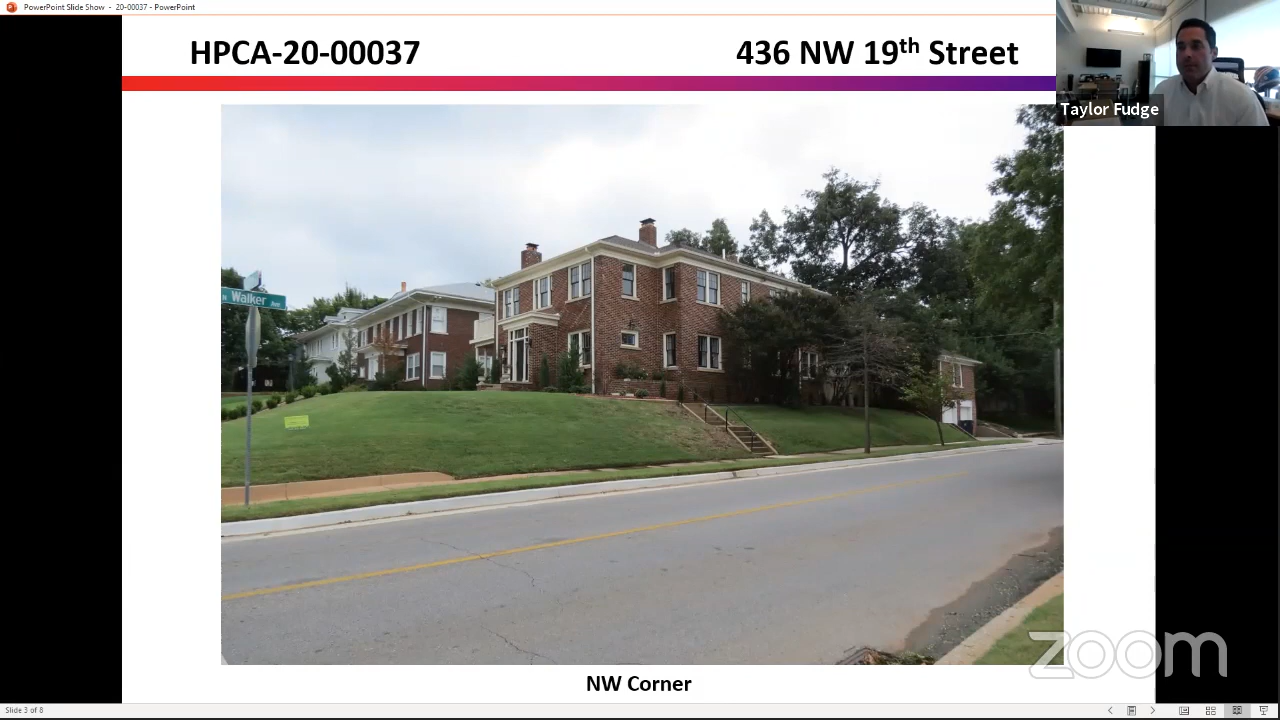 PowerPoint Slide Show - 20-00037 - PowerPoint
HPCA-20-00037
436 NW 19th Street
Taylor Fudge
Walker Ave
NW Corner
zoom
Slide 3 of 8